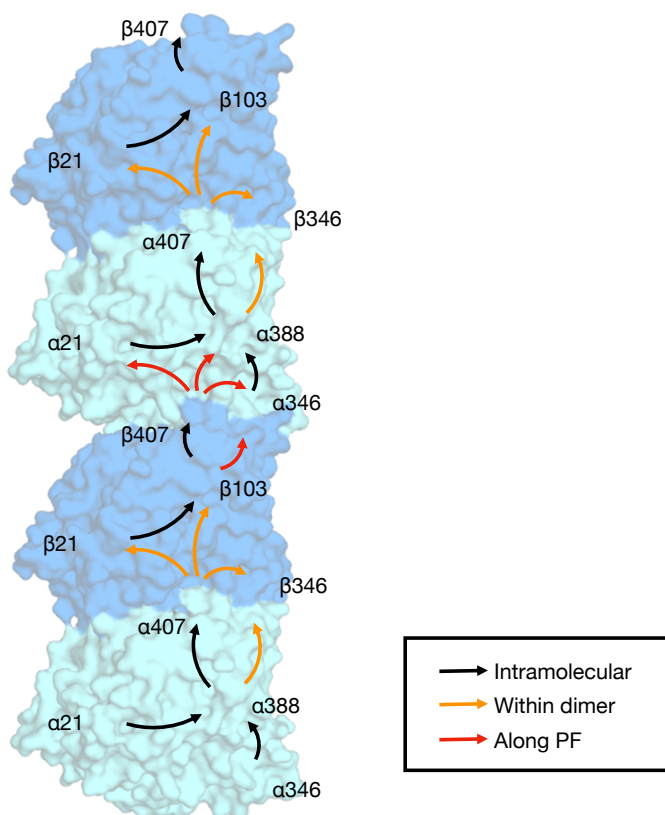 β407
β103
β21
β346
α407
α21
α388
α346
β407
β103
β21
β346
α407
α388
α21
α346
Intramolecular
Within dimer
Along PF